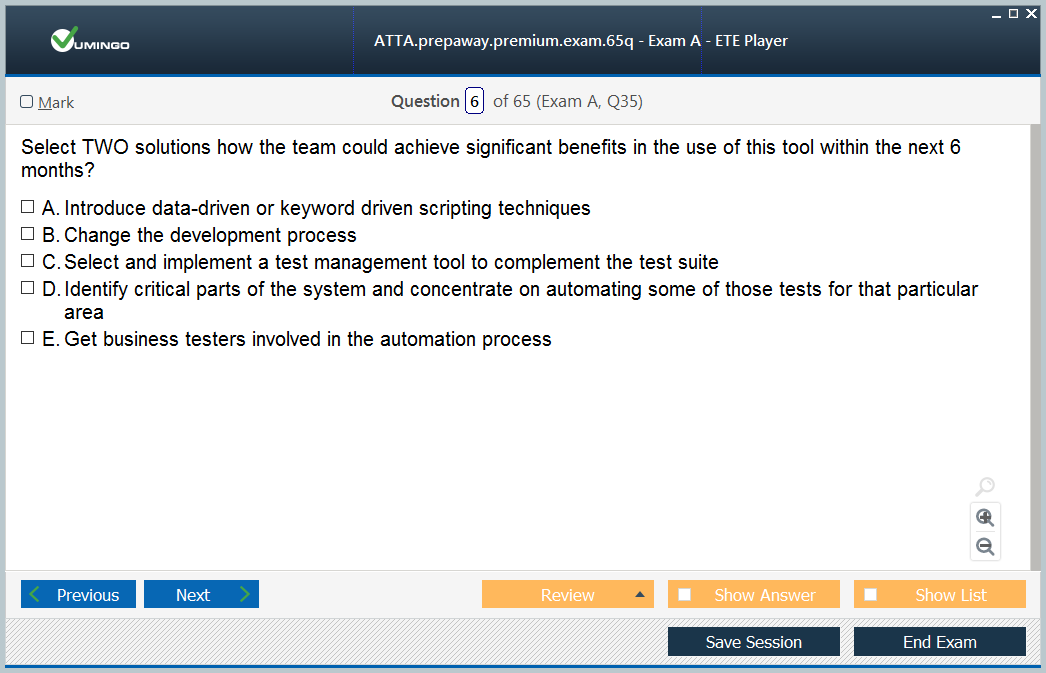 VUMINGO
ATTA.prepaway.premium.exam.65q - Exam A - ETE Player
Mark
Question 6 of 65 (Exam A, Q35)
Select TWO solutions how the team could achieve significant benefits in the use of this tool within the next 6
months?
A. Introduce data-driven or keyword driven scripting techniques
B. Change the development process
C. Select and implement a test management tool to complement the test suite
D. Identify critical parts of the system and concentrate on automating some of those tests for that particular
area
E. Get business testers involved in the automation process
Previous Next Review Show Answer Show List
Save Session End Exam